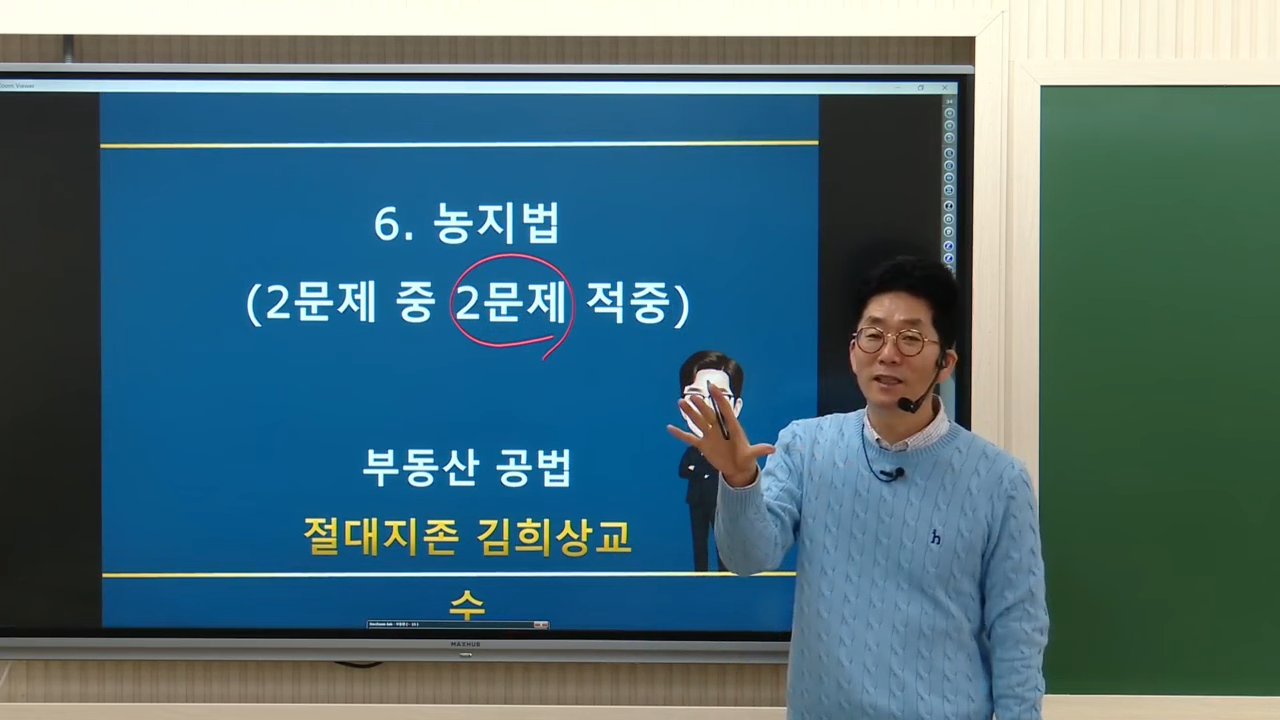 6. 농지법
(2문제 중 2문제 적중)
부동산 공법
절대지존 김희상교
수
MAXHUB
h